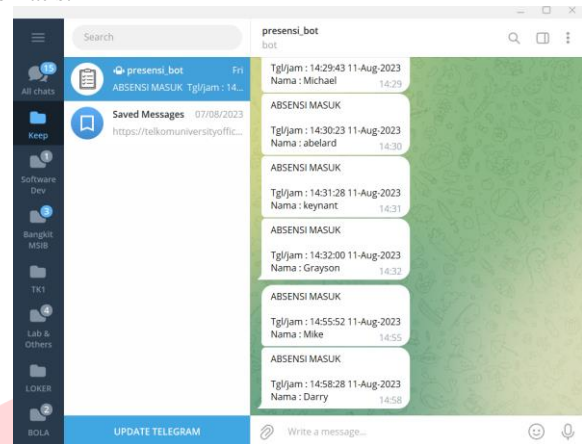 Search
presensi_bot
bot
15
All chats
Keep
1
Software
Dev
3
Bangkit
MSIB
TK1
4
Lab &
Others
LOKER
2
BOLA
presensi_bot Fri
ABSENSI MASUK Tgl/jam : 14...
Saved Messages 07/08/2023
https://telkomuniversityoffic...
UPDATE TELEGRAM
Tgl/jam : 14:29:43 11-Aug-2023
Nama : Michael 14:29
ABSENSI MASUK
Tgl/jam : 14:30:23 11-Aug-2023
Nama : abelard 14:30
ABSENSI MASUK
Tgl/jam : 14:31:28 11-Aug-2023
Nama : keynant 14:31
ABSENSI MASUK
Tgl/jam : 14:32:00 11-Aug-2023
Nama : Grayson 14:32
ABSENSI MASUK
Tgl/jam : 14:55:52 11-Aug-2023
Nama : Mike 14:55
ABSENSI MASUK
Tgl/jam : 14:58:28 11-Aug-2023
Nama : Darry 14:58
Write a message...